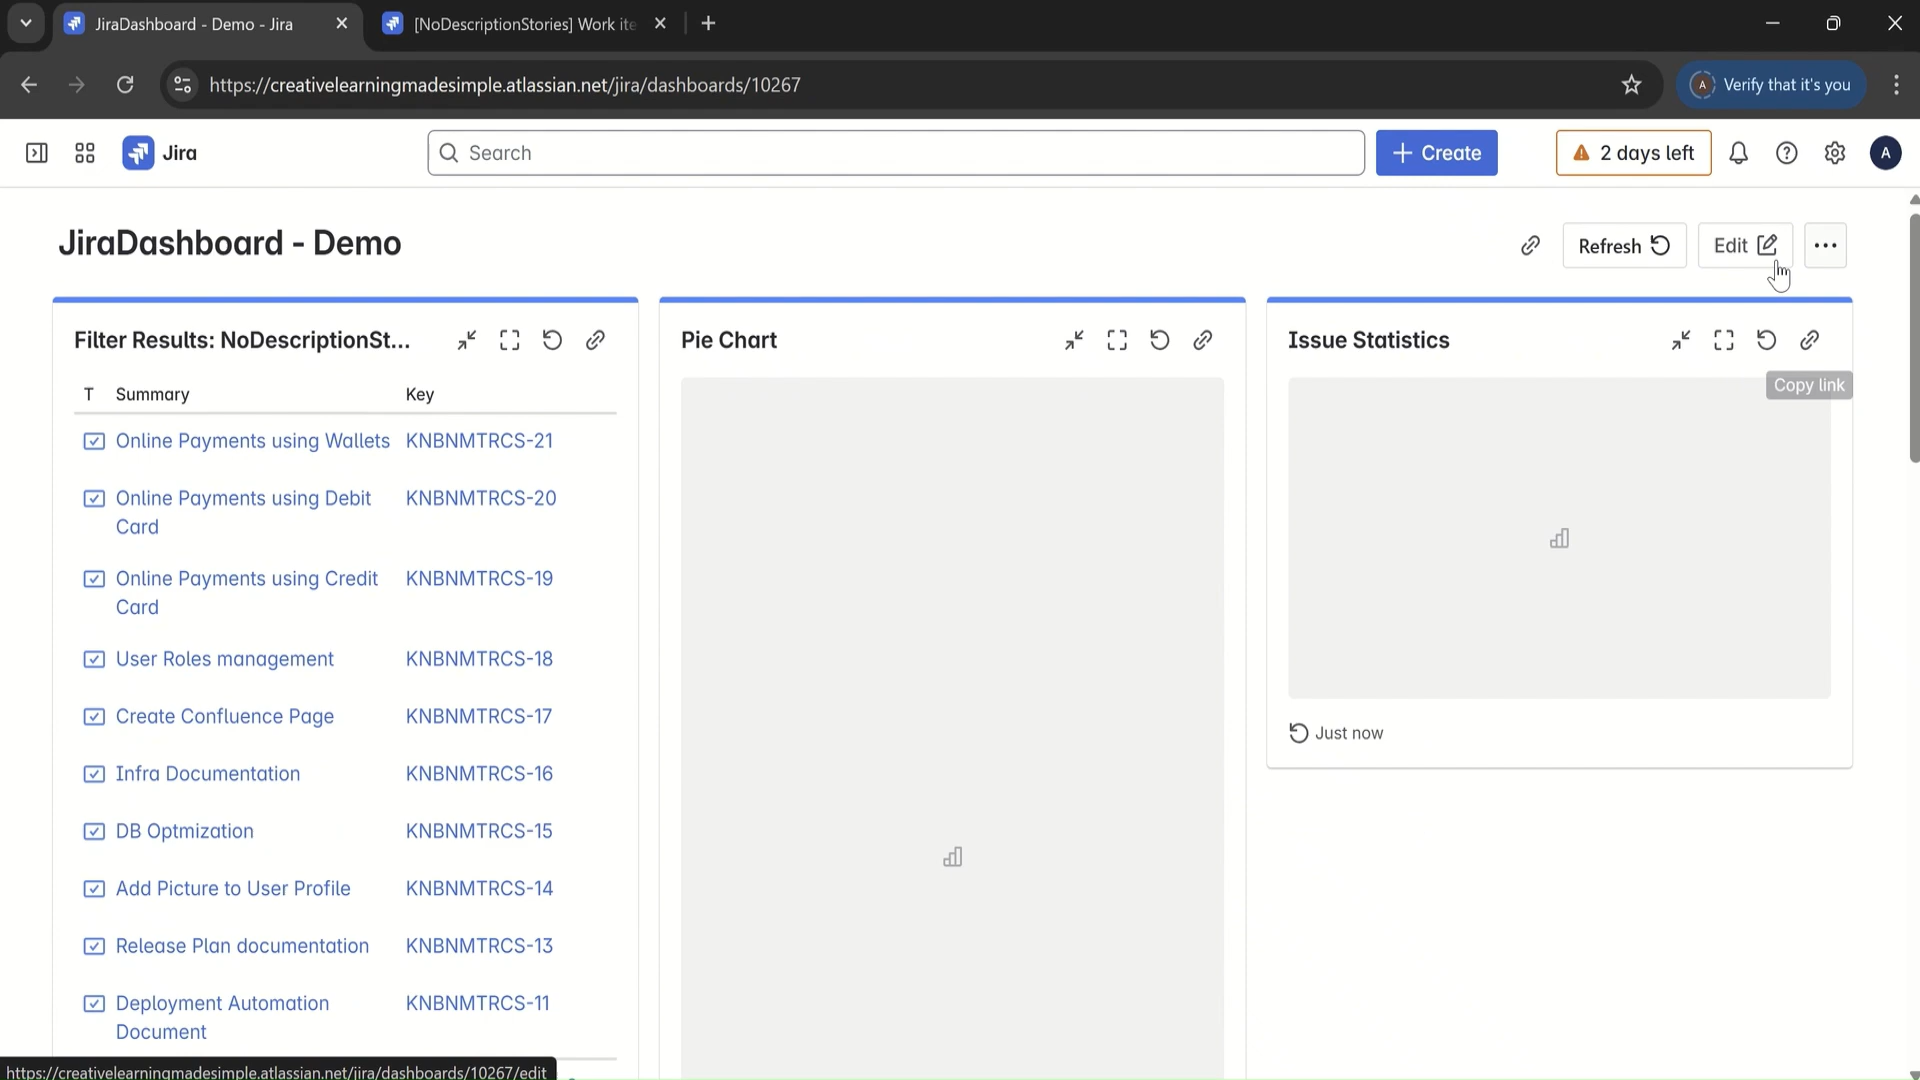 JiraDashboard - Demo - Jira
[NoDescriptionStories] Work ite
https://creativelearningmadesimple.atlassian.net/jira/dashboards/10267
A Verify that it's you
Jira
Search
+ Create
2 days left
A
JiraDashboard - Demo
Refresh
Edit
Filter Results: NoDescriptionSt...
Pie Chart
Issue Statistics
Copy link
T Summary Key
Online Payments using Wallets KNBNMTRCS-21
Online Payments using Debit KNBNMTRCS-20
Card
Online Payments using Credit KNBNMTRCS-19
Card
User Roles management KNBNMTRCS-18
Create Confluence Page KNBNMTRCS-17
Infra Documentation KNBNMTRCS-16
DB Optmization KNBNMTRCS-15
Add Picture to User Profile KNBNMTRCS-14
Release Plan documentation KNBNMTRCS-13
Deployment Automation KNBNMTRCS-11
Document
Just now
https://creativelearningmadesimple.atlassian.net/jira/dashboards/10267/edit